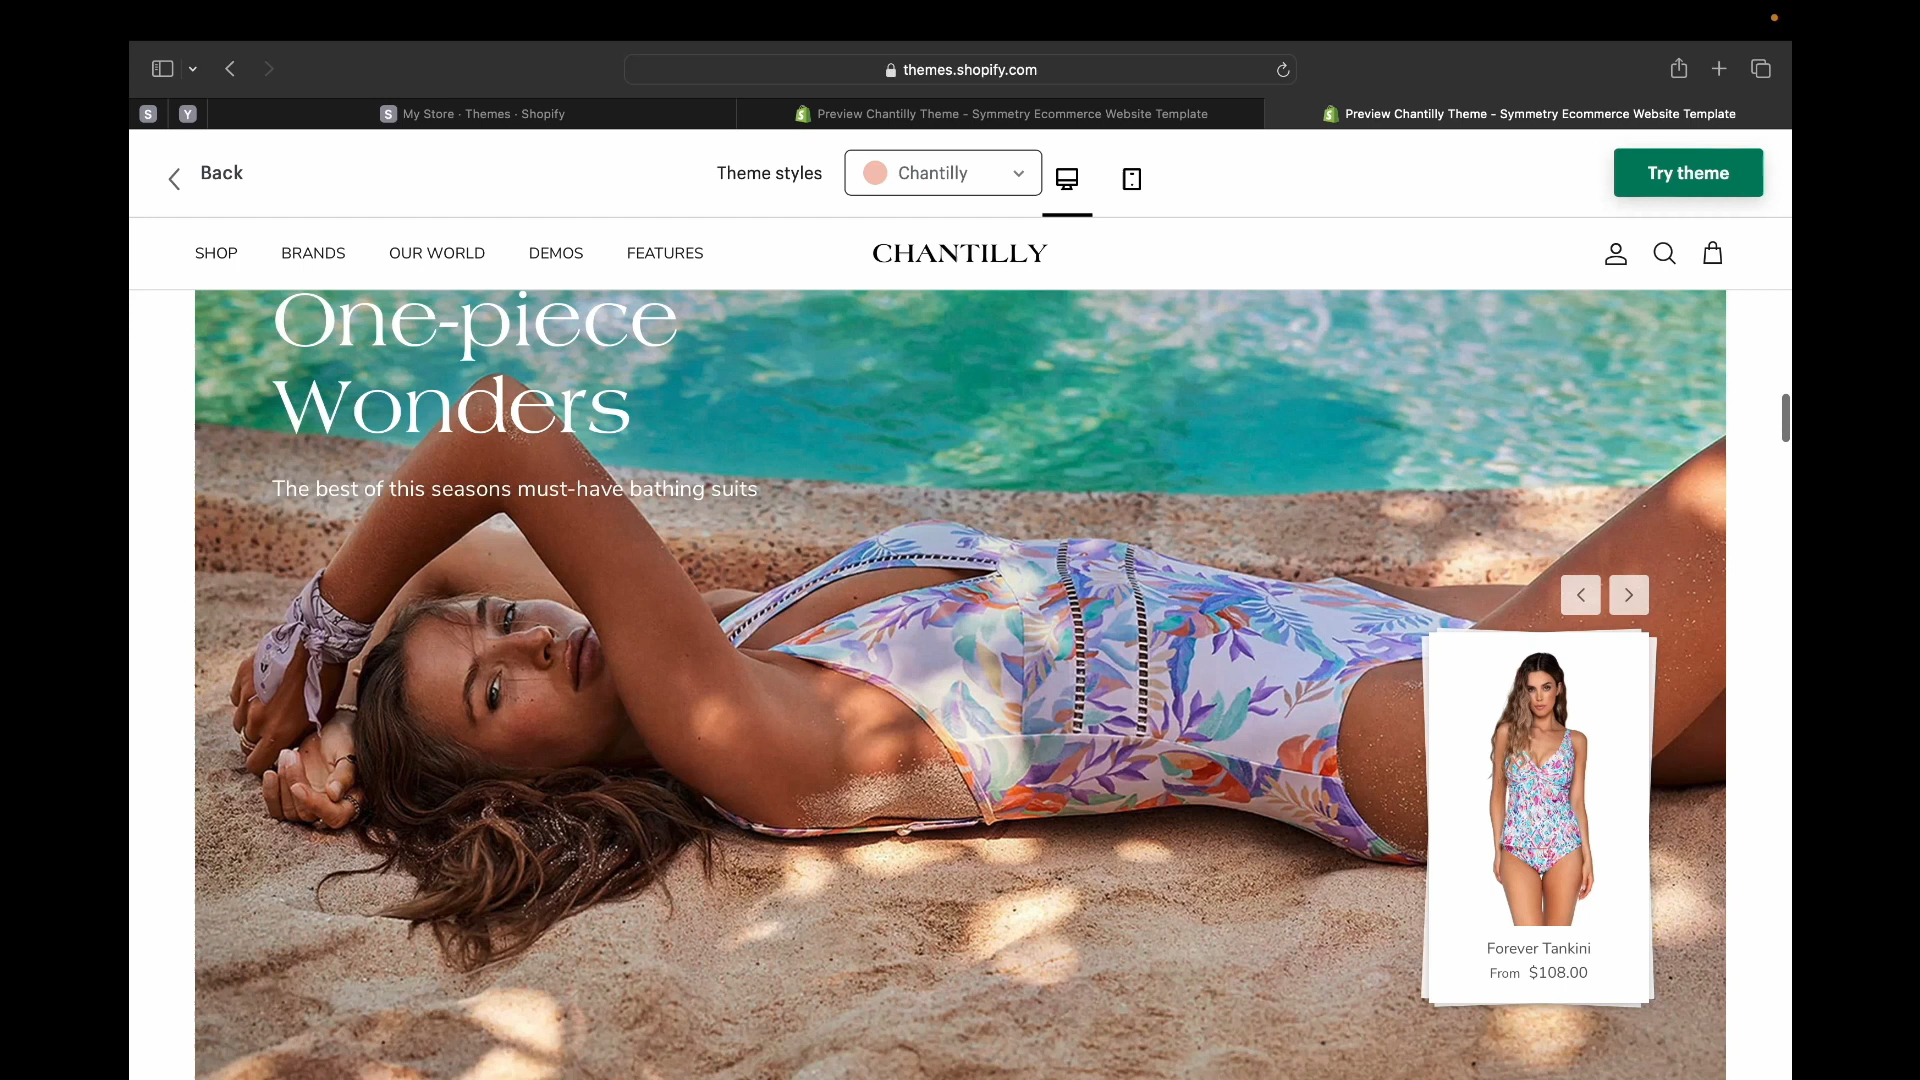 themes.shopify.com
S
Y
S My Store - Themes · Shopify
Preview Chantilly Theme - Symmetry Ecommerce Website Template
Preview Chantilly Theme - Symmetry Ecommerce Website Template
Back
Theme styles
Chantilly
Try theme
SHOP
BRANDS
OUR WORLD
DEMOS
FEATURES
CHANTILLY
One-piece
Wonders
The best of this seasons must-have bathing suits
Forever Tankini
From $108.00